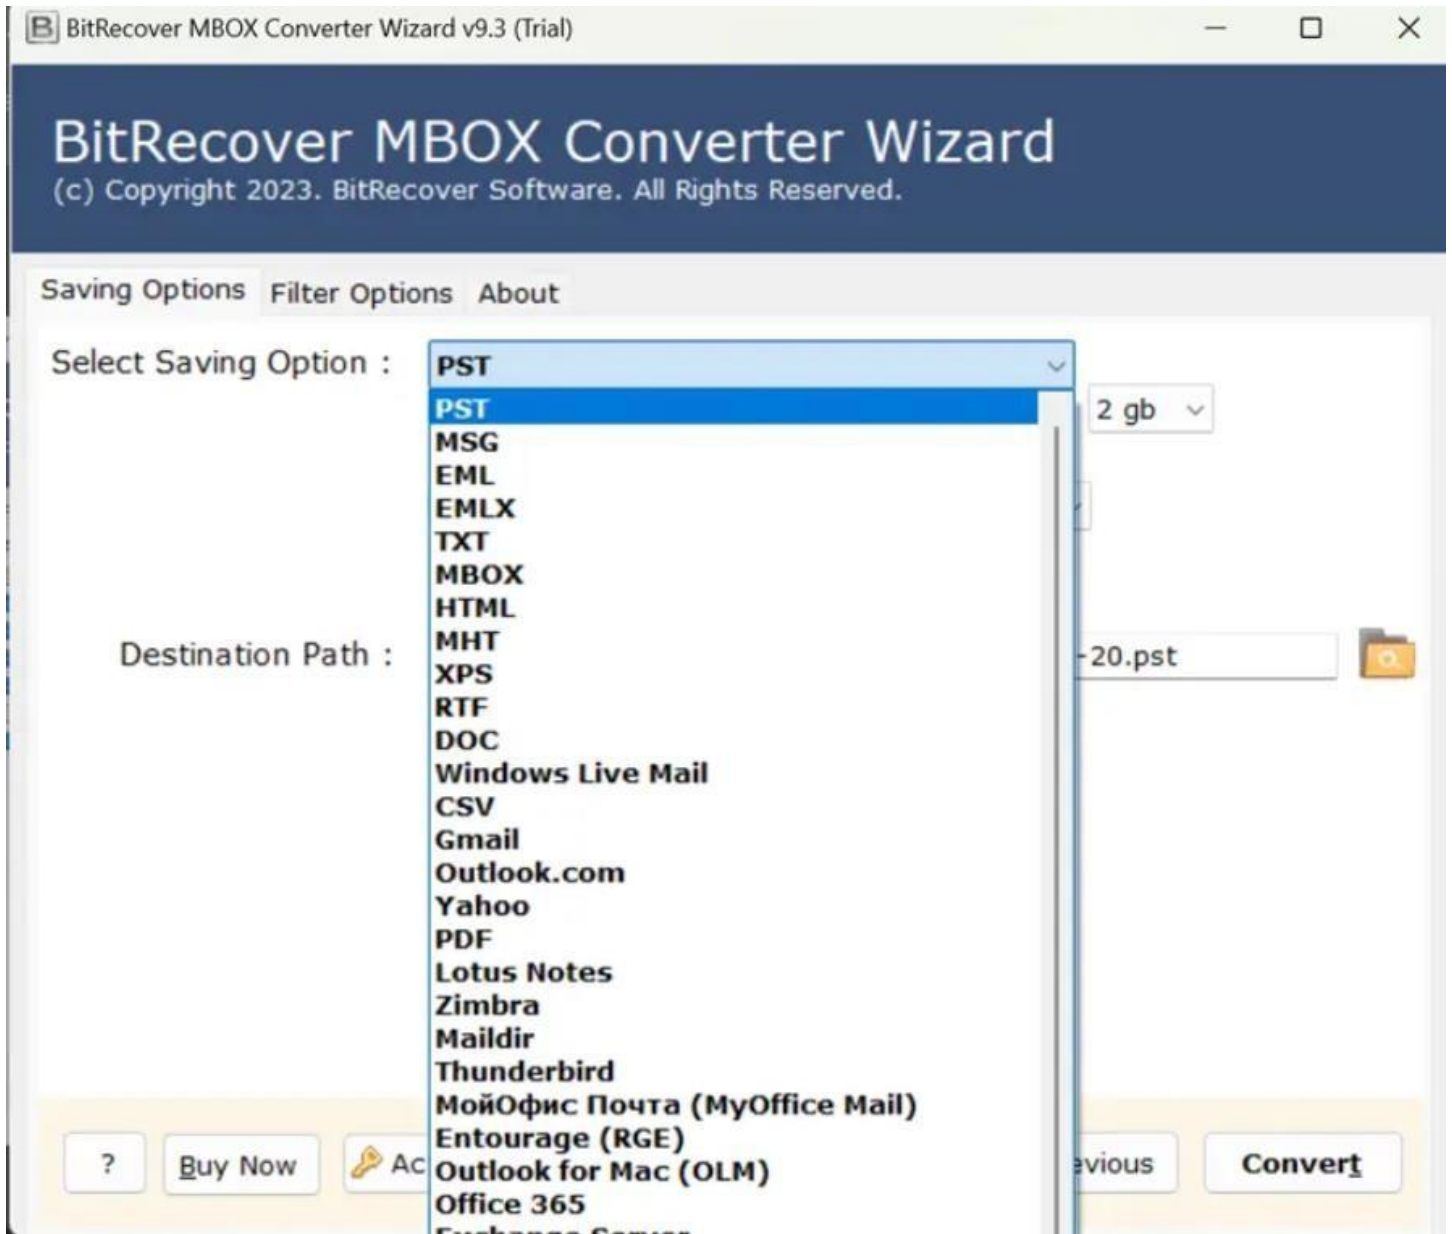 BitRecover MBOX Converter Wizard v9.3 (Trial)
BitRecover MBOX Converter Wizard
(c) Copyright 2023. BitRecover Software. All Rights Reserved.
Saving Options Filter Options About
Select Saving Option : PST
PST
2 gb
MSG
EML
EMLX
TXT
MBOX
HTML
MHT
Destination Path : -20.pst
XPS
RTF
DOC
Windows Live Mail
CSV
Gmail
Outlook.com
Yahoo
PDF
Lotus Notes
Zimbra
Maildir
Thunderbird
МойОфис Почта (MyOffice Mail)
Entourage (RGE)
Outlook for Mac (OLM)
Office 365
Exchange Server
? Buy Now Ac evious Convert